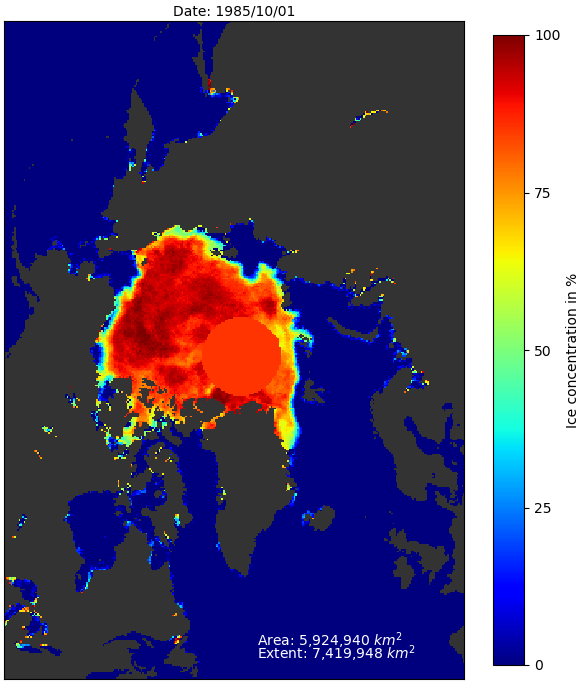 Date: 1985/10/01
100
75
50
25
0
Ice concentration in %
Area: 5,924,940 km²
Extent: 7,419,948 km²